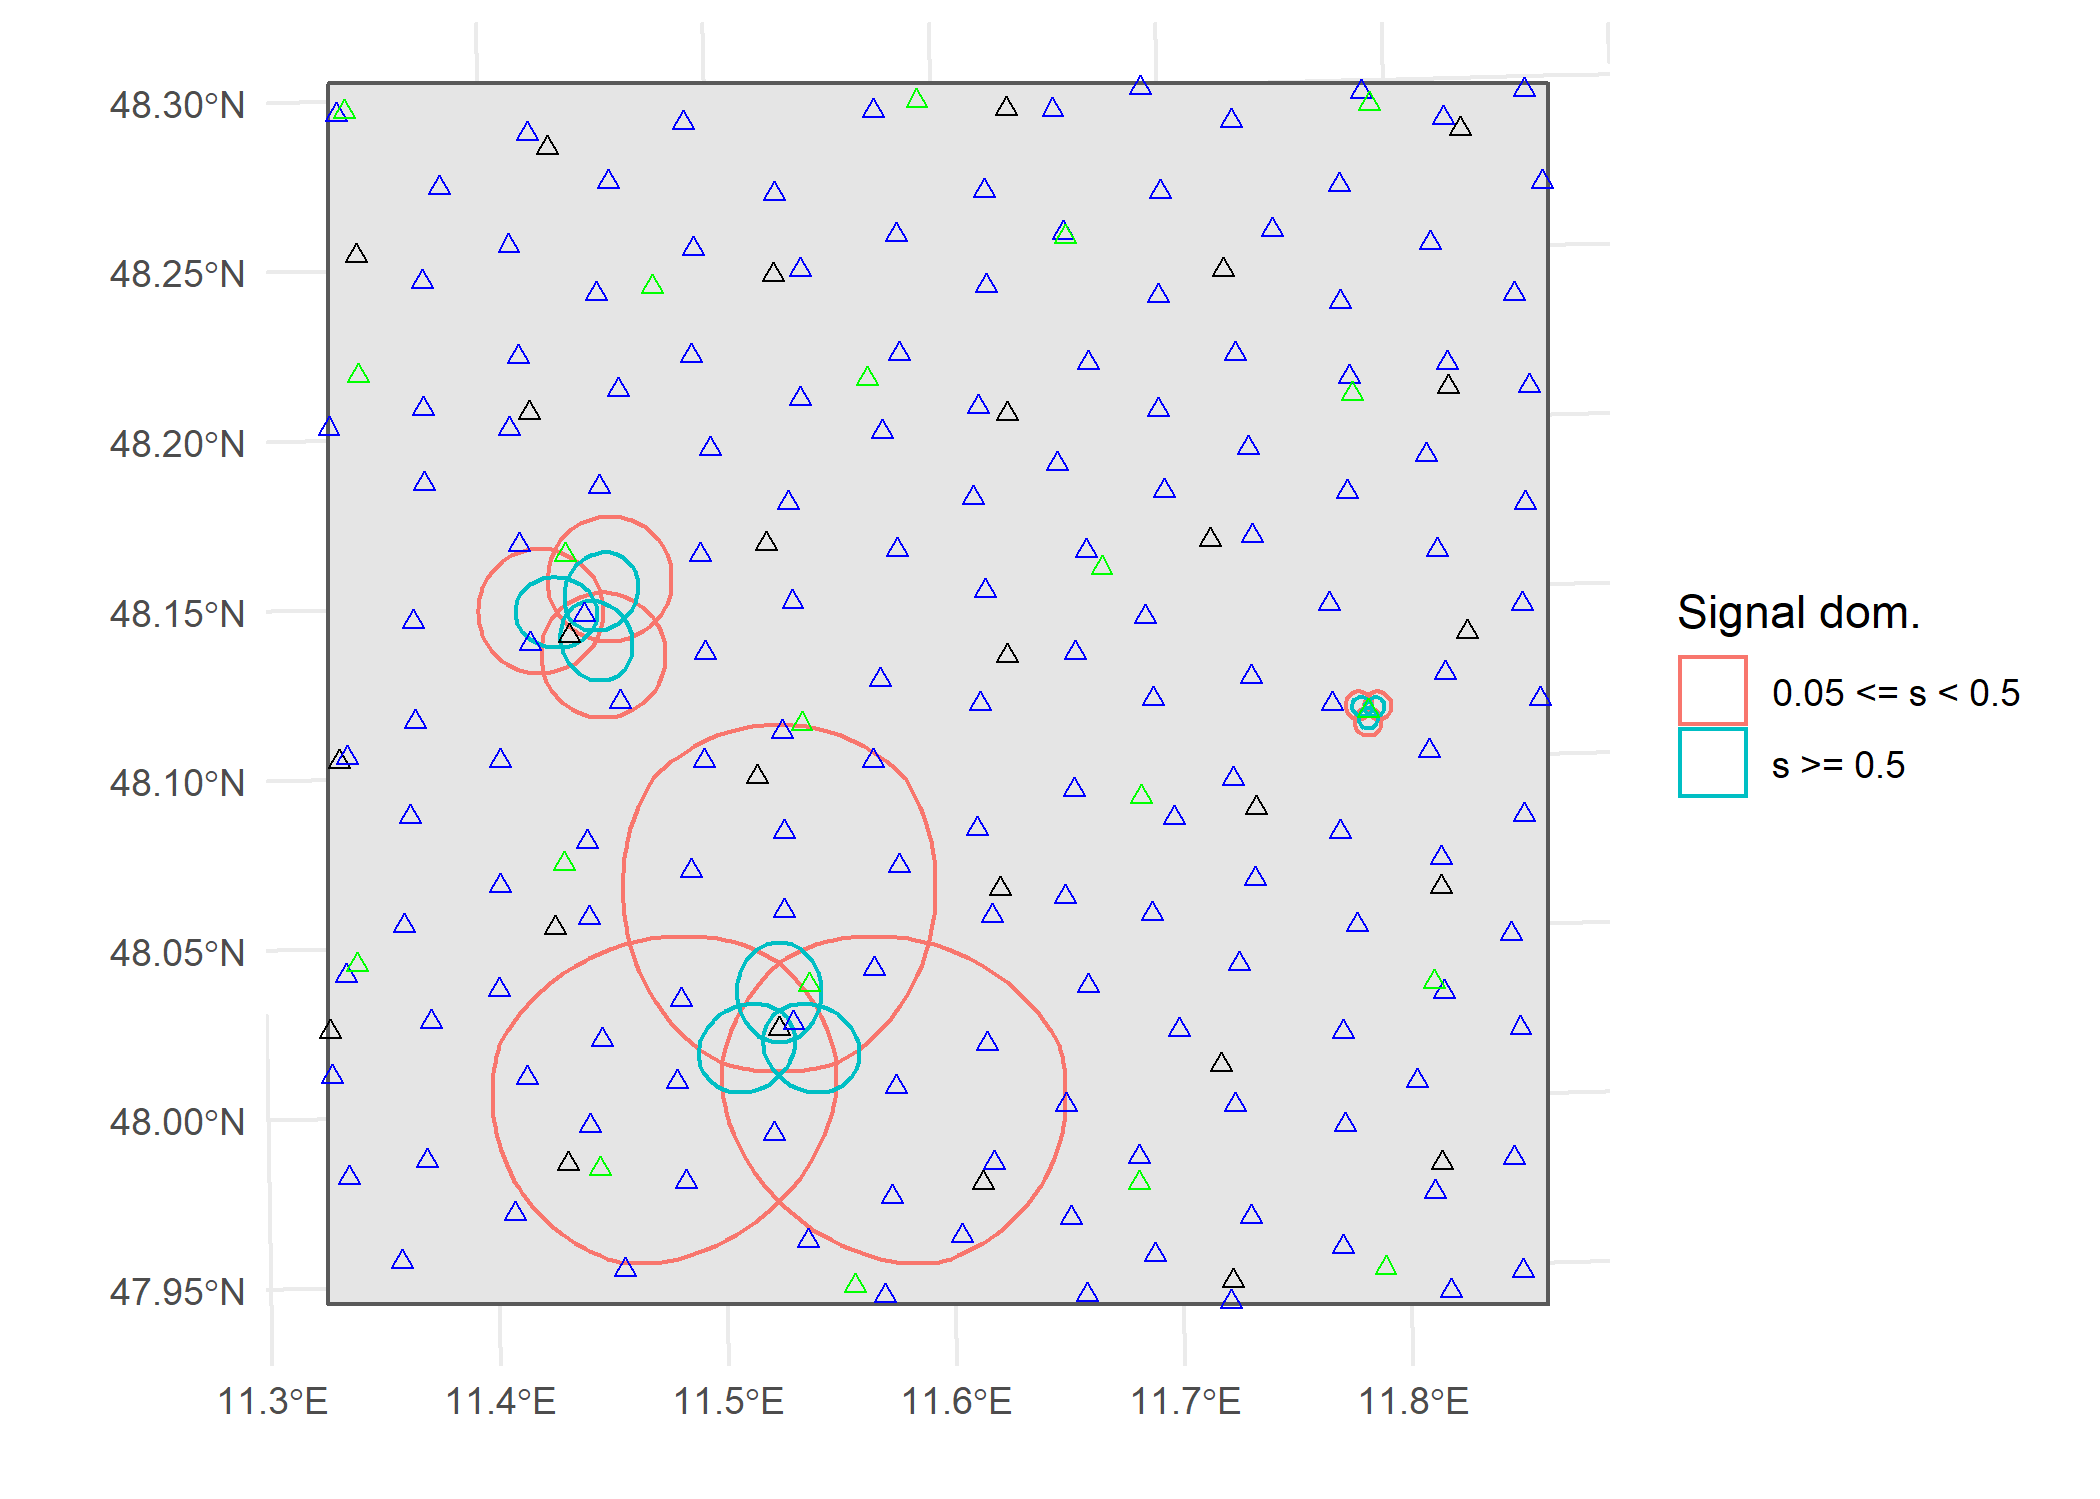 48.30°N
48.25°N
48.20°N
48.15°N
48.10°N
48.05°N
48.00°N
47.95°N
11.3°E
11.4°E
11.5°E
11.6°E
11.7°E
11.8°E
Signal dom.
0.05 <= s < 0.5
s >= 0.5